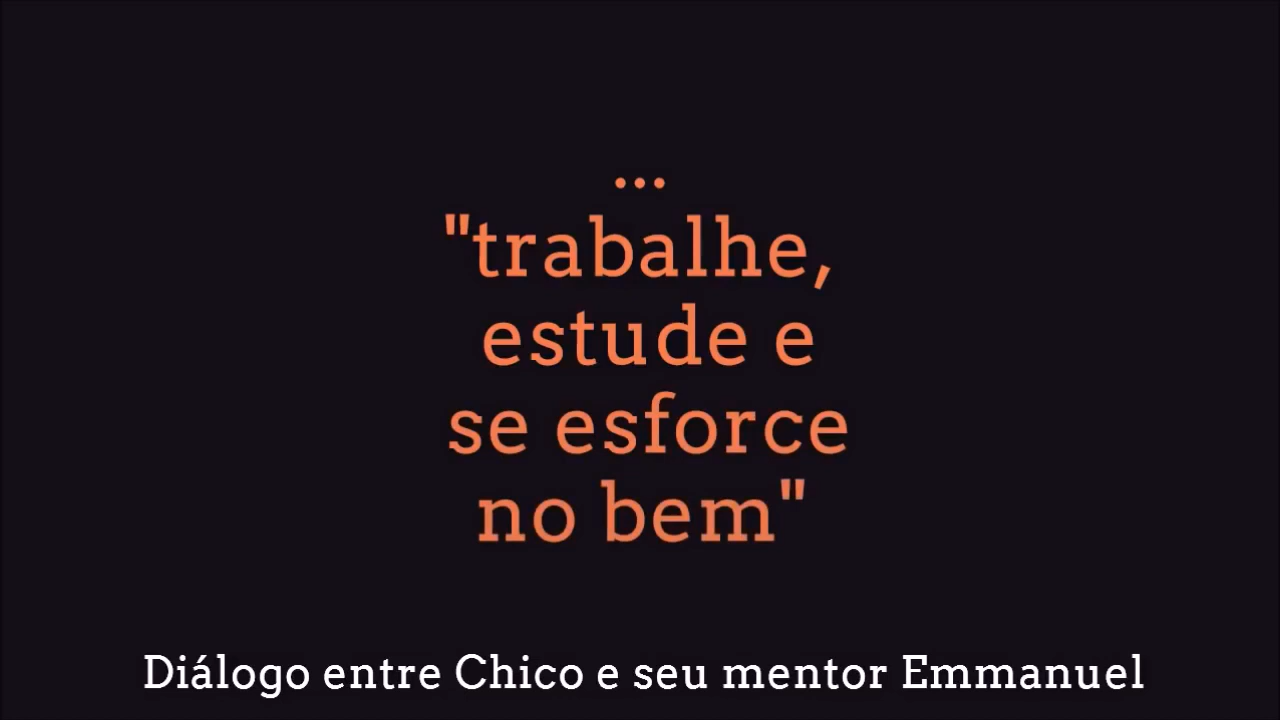 ...
"trabalhe,
estude e
se esforce
no bem"
Diálogo entre Chico e seu mentor Emmanuel